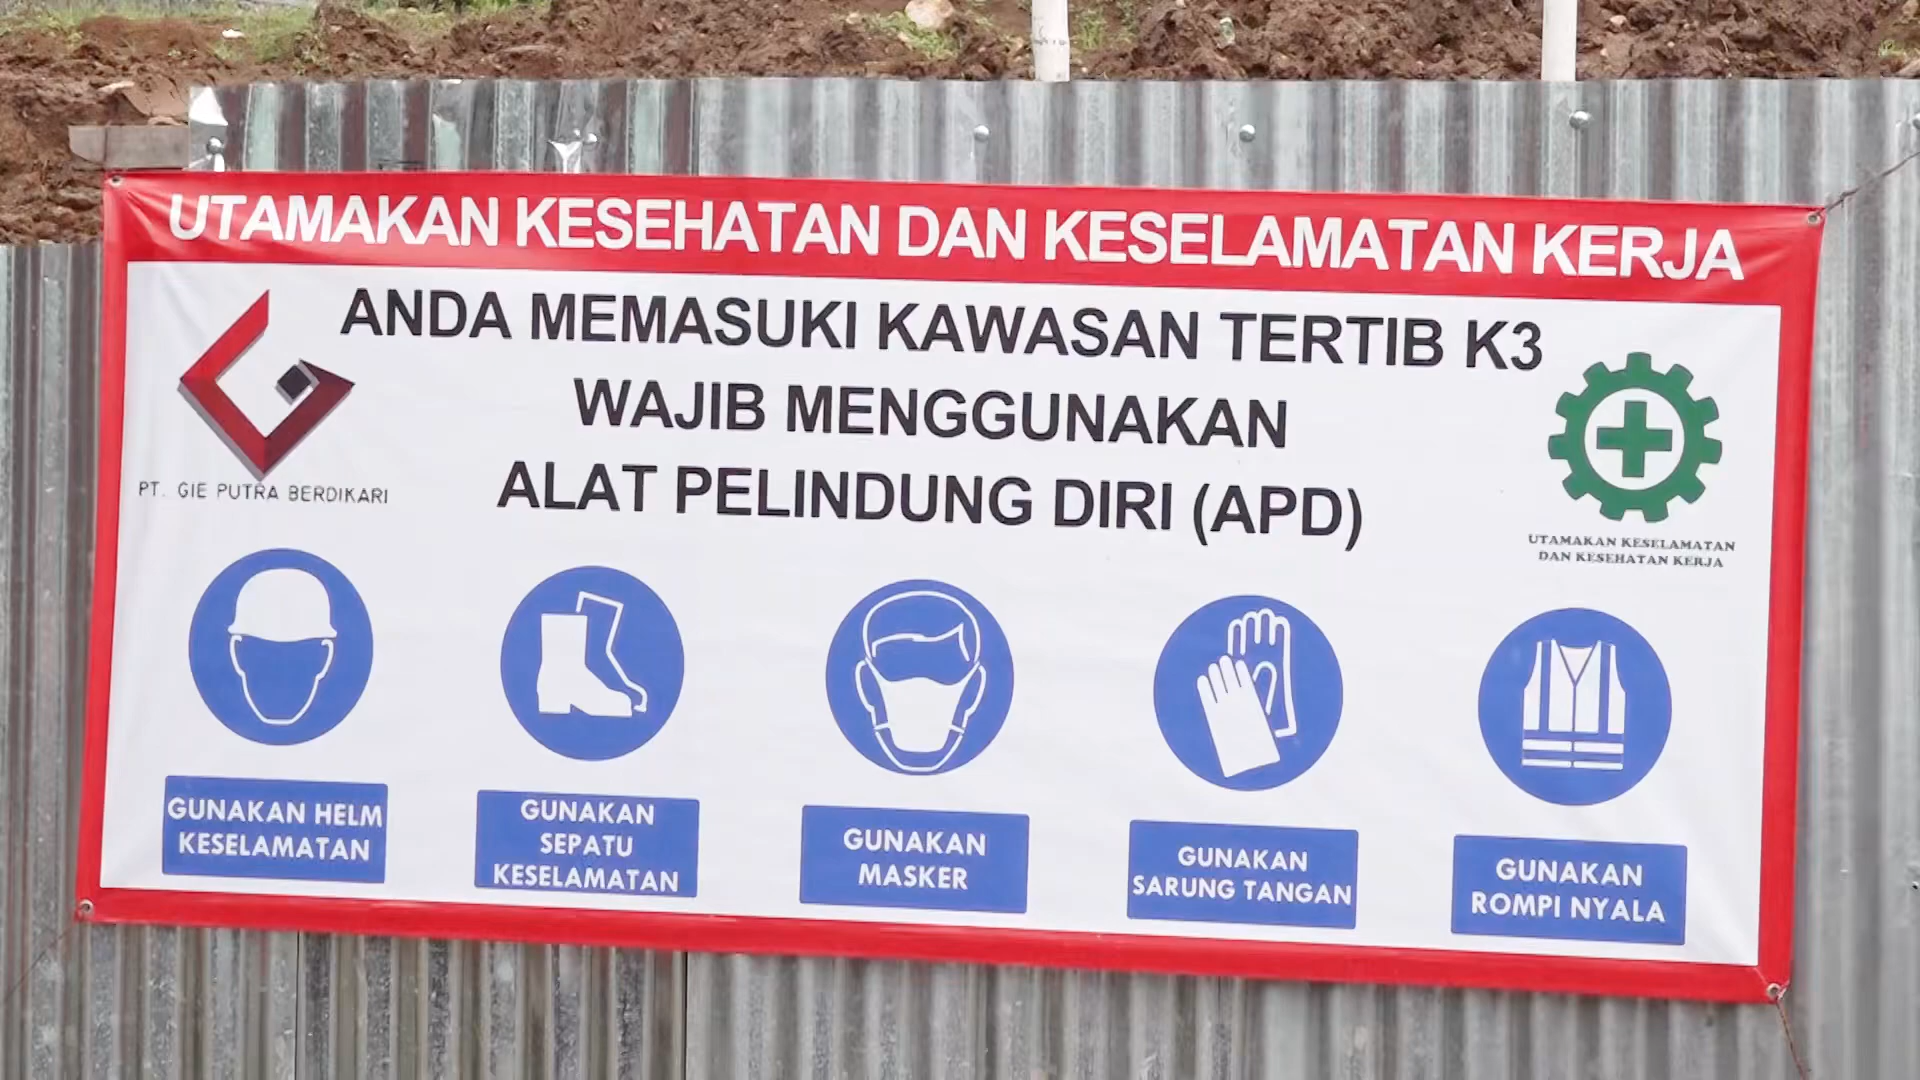 UTAMAKAN KESEHATAN DAN KESELAMATAN KERJA
ANDA MEMASUKI KAWASAN TERTIB K3
WAJIB MENGGUNAKAN
ALAT PELINDUNG DIRI (APD)
PT. GIE PUTRA BERDIKARI
UTAMAKAN KESELAMATAN
DAN KESEHATAN KERJA
GUNAKAN HELM
KESELAMATAN
GUNAKAN
SEPATU
KESELAMATAN
GUNAKAN
MASKER
GUNAKAN
SARUNG TANGAN
GUNAKAN
ROMPI NYALA